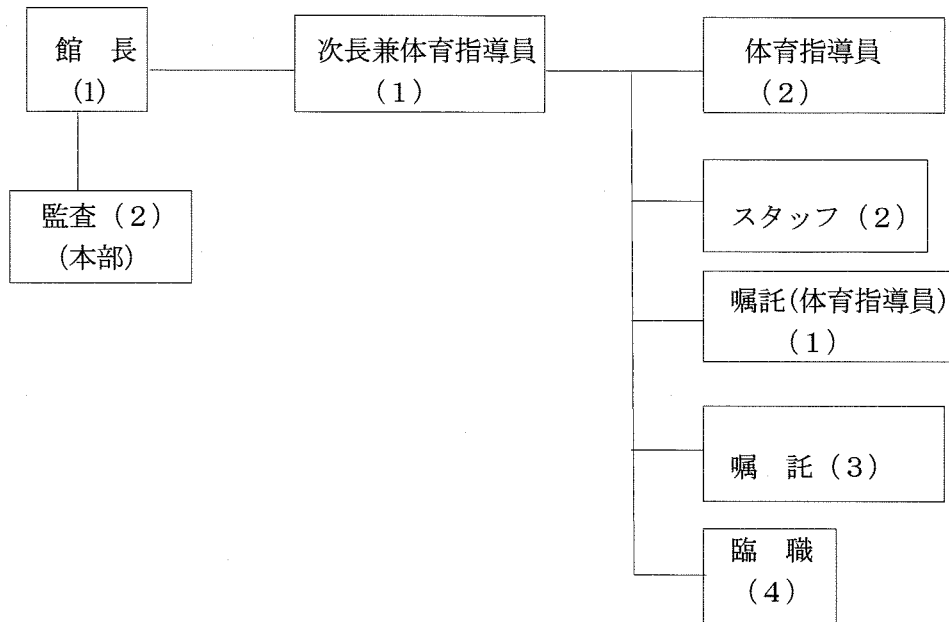 館　長
(1)
次長兼体育指導員
（１）
体育指導員
（２）
監査（２）
(本部)
スタッフ（２）
嘱託(体育指導員)
（１）
嘱　託（３）
臨　職
（４）